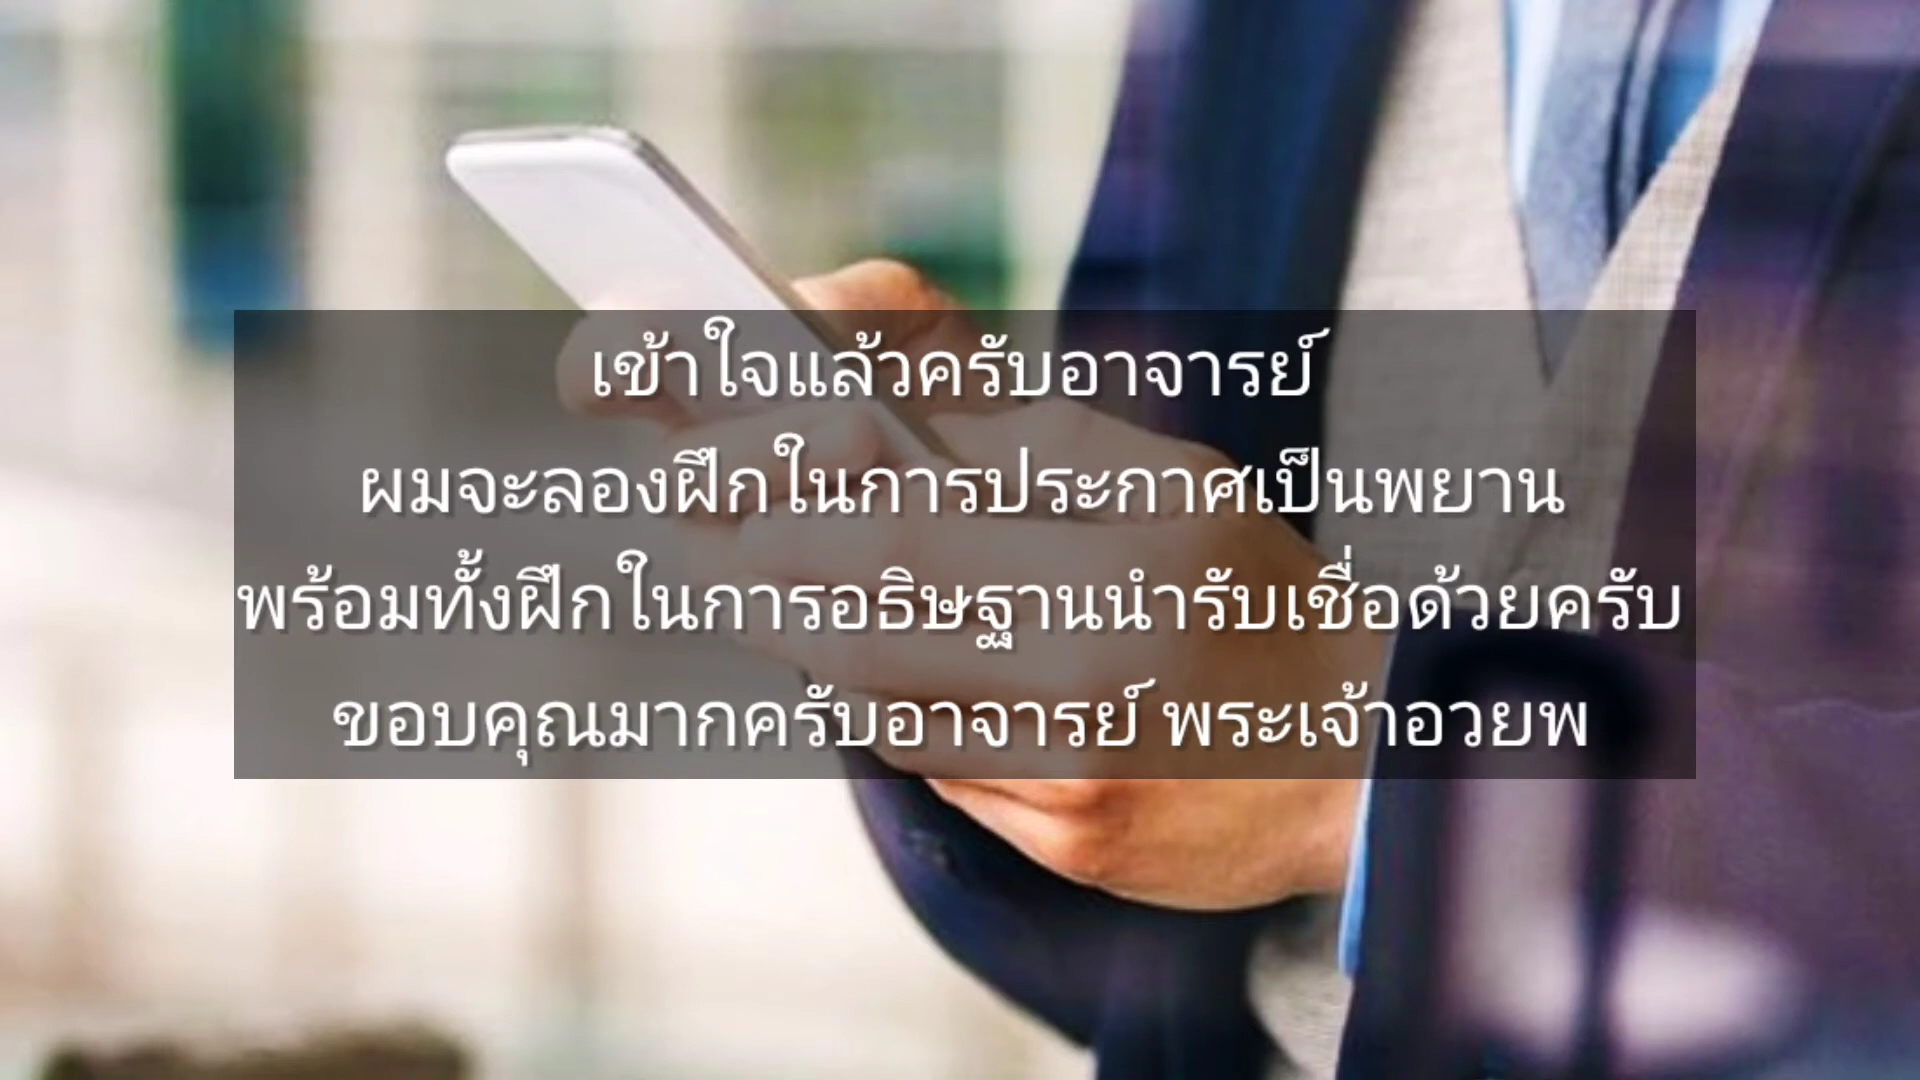 เข้าใจแล้วครับอาจารย์
ผมจะลองฝึกในการประกาศเป็นพยาน
พร้อมทั้งฝึกในการอธิษฐานนำรับเชื่อด้วยครับ
ขอบคุณมากครับอาจารย์ พระเจ้าอวยพ